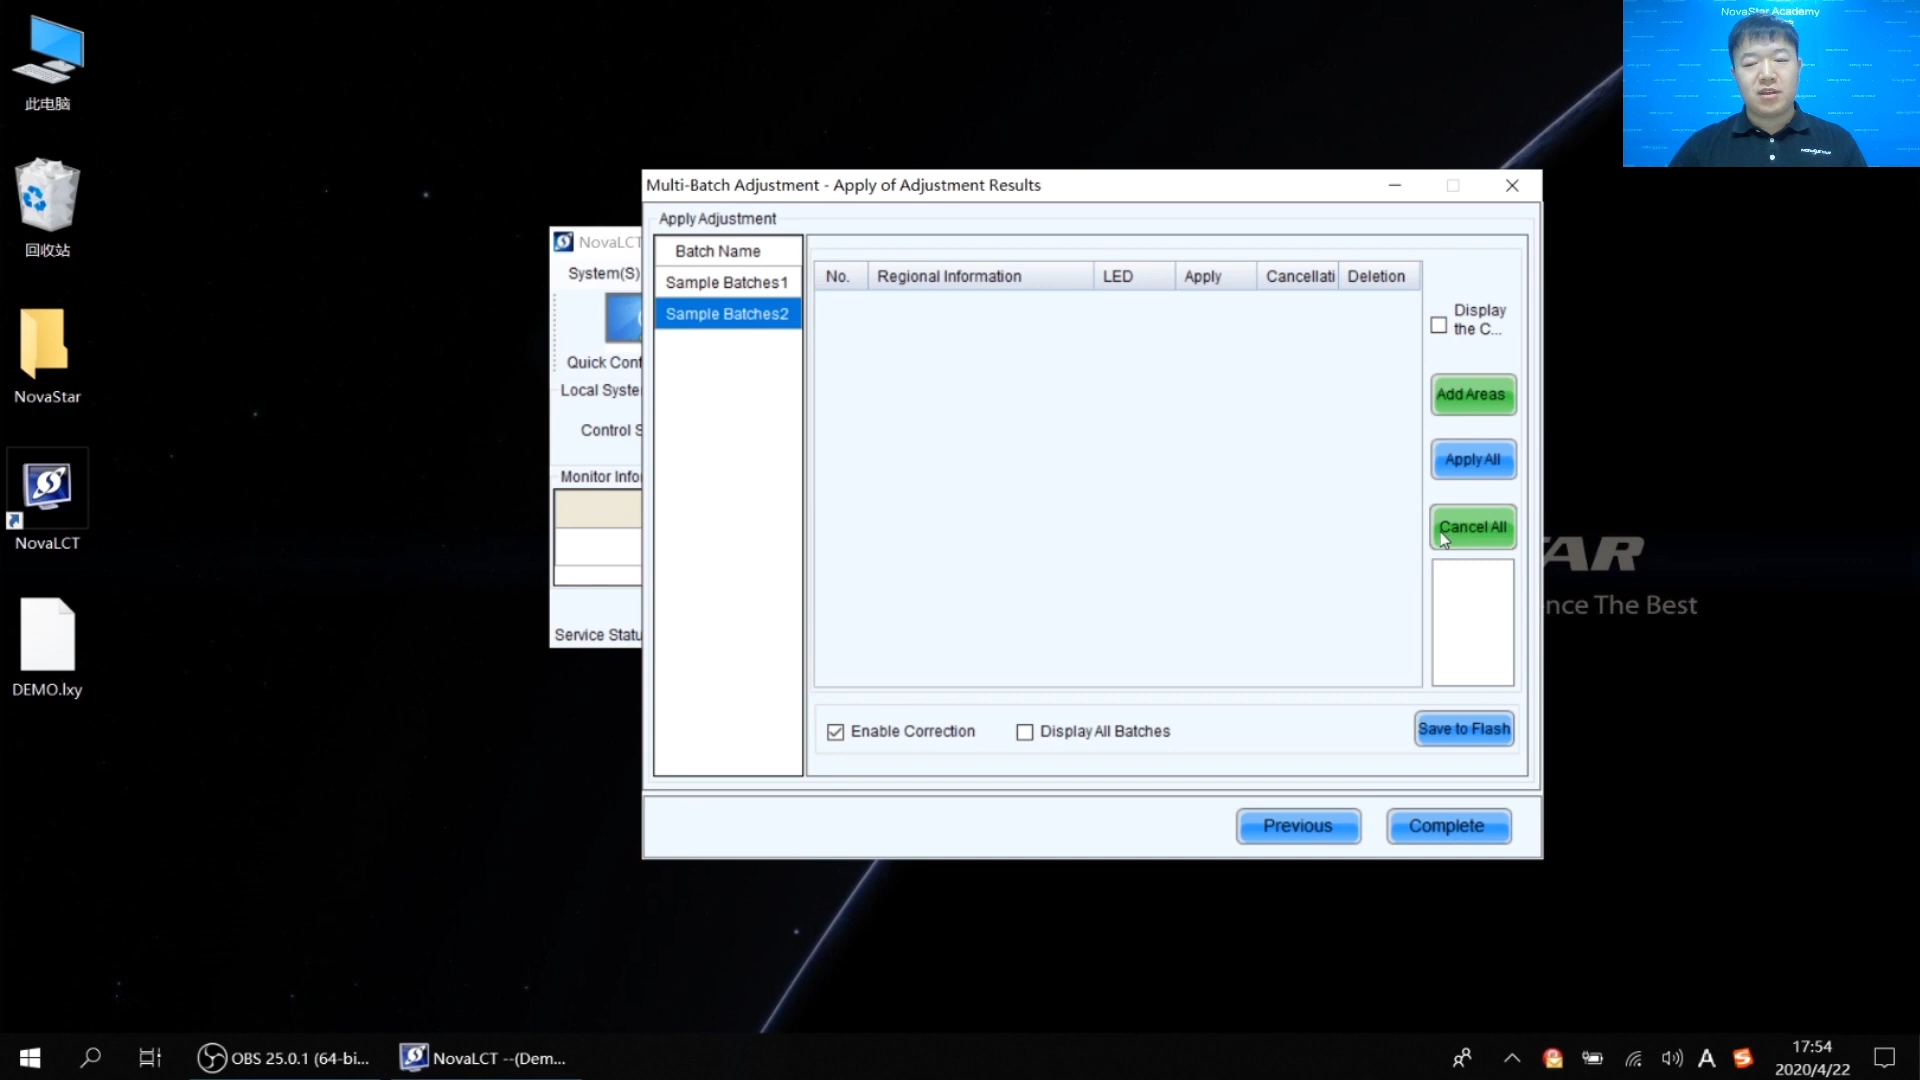 NovaStar Academy
此电脑
回收站
NovaStar
NovaLCT
DEMO.lxy
NovaLCT
System(S)
Quick Conf
Local Syste
Control S
Monitor Info
Service Statu
Multi-Batch Adjustment - Apply of Adjustment Results
Apply Adjustment
Batch Name
Sample Batches1
Sample Batches2
No.
Regional Information
LED
Apply
Cancellati
Deletion
Display
the C...
Add Areas
Apply All
Cancel All
Enable Correction
Display All Batches
Save to Flash
Previous
Complete
AR
nce The Best
OBS 25.0.1 (64-bi...
NovaLCT --(Dem...
A
S
17:54
2020/4/22